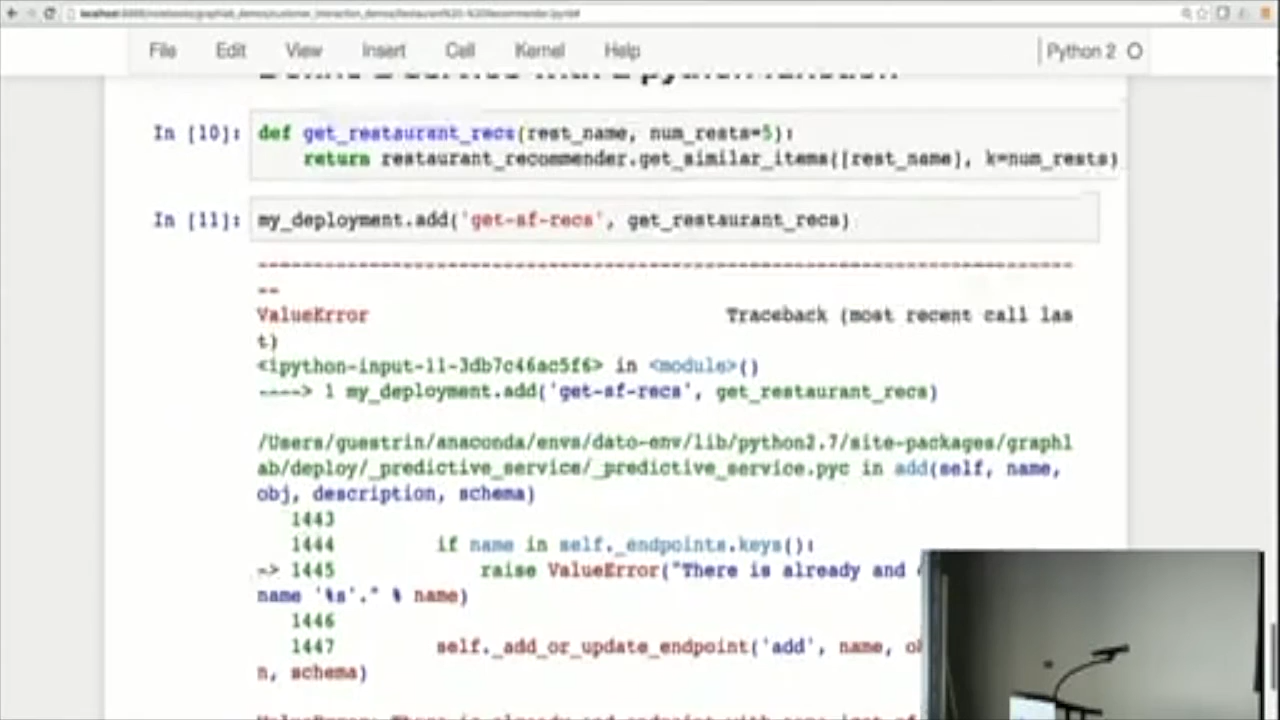 File Edit View Insert Cell Kernel Help Python 2
In [10]: def get_restaurant_recs(rest_name, num_rests=5):
return restaurant_recommender.get_similar_items([rest_name], k=num_rests)
In [11]: my_deployment.add('get-sf-recs', get_restaurant_recs)
---------------------------------------------------------------------------
--
ValueError Traceback (most recent call las
t)
<ipython-input-11-3db7c46ac5f6> in <module>()
----> 1 my_deployment.add('get-sf-recs', get_restaurant_recs)
/Users/guestrin/anaconda/envs/dato-env/lib/python2.7/site-packages/graphl
ab/deploy/_predictive_service/_predictive_service.pyc in add(self, name,
obj, description, schema)
1443
1444 if name in self._endpoints.keys():
-> 1445 raise ValueError("There is already and
name '%s'." % name)
1446
1447 self._add_or_update_endpoint('add', name,
n, schema)